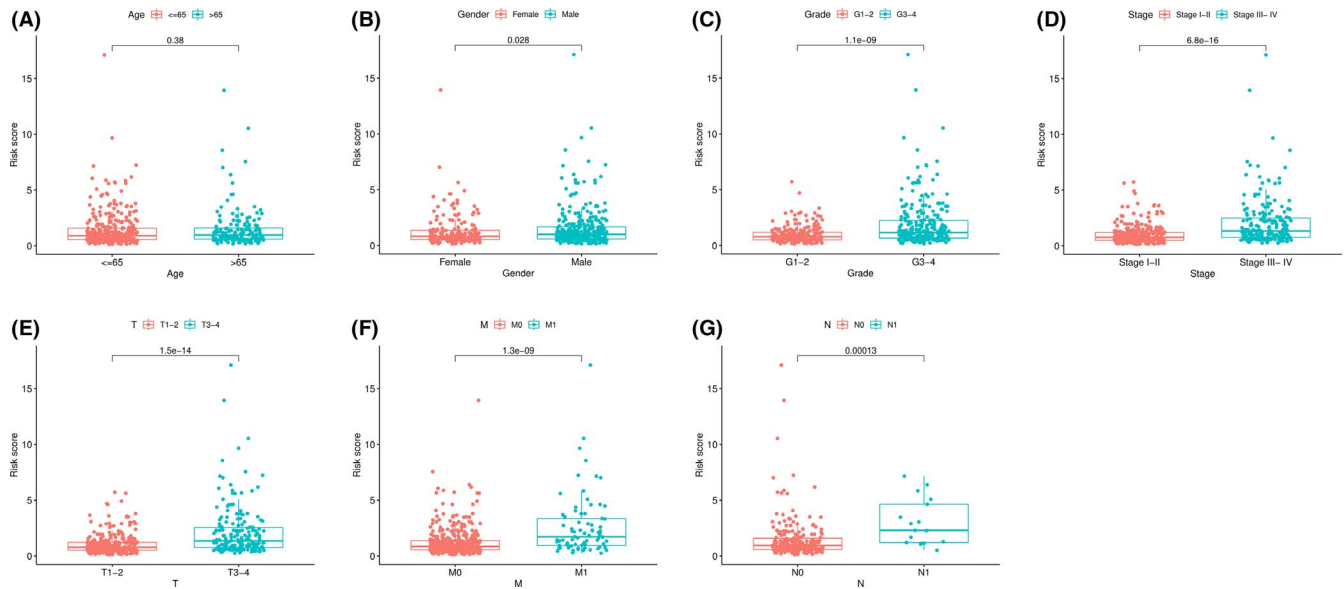 (A)
Age <=65 >65
0.38
15
10
5
0
Risk score
<=65 >65
Age
(B)
Gender Female Male
0.028
15
10
5
0
Risk score
Female Male
Gender
(C)
Grade G1-2 G3-4
1.1e-09
15
10
5
0
Risk score
G1-2 G3-4
Grade
(D)
Stage Stage I-II Stage III- IV
6.8e-16
15
10
5
0
Risk score
Stage I-II Stage III- IV
Stage
(E)
T T1-2 T3-4
1.5e-14
15
10
5
0
Risk score
T1-2 T3-4
T
(F)
M M0 M1
1.3e-09
15
10
5
0
Risk score
M0 M1
M
(G)
N N0 N1
0.00013
15
10
5
0
Risk score
N0 N1
N